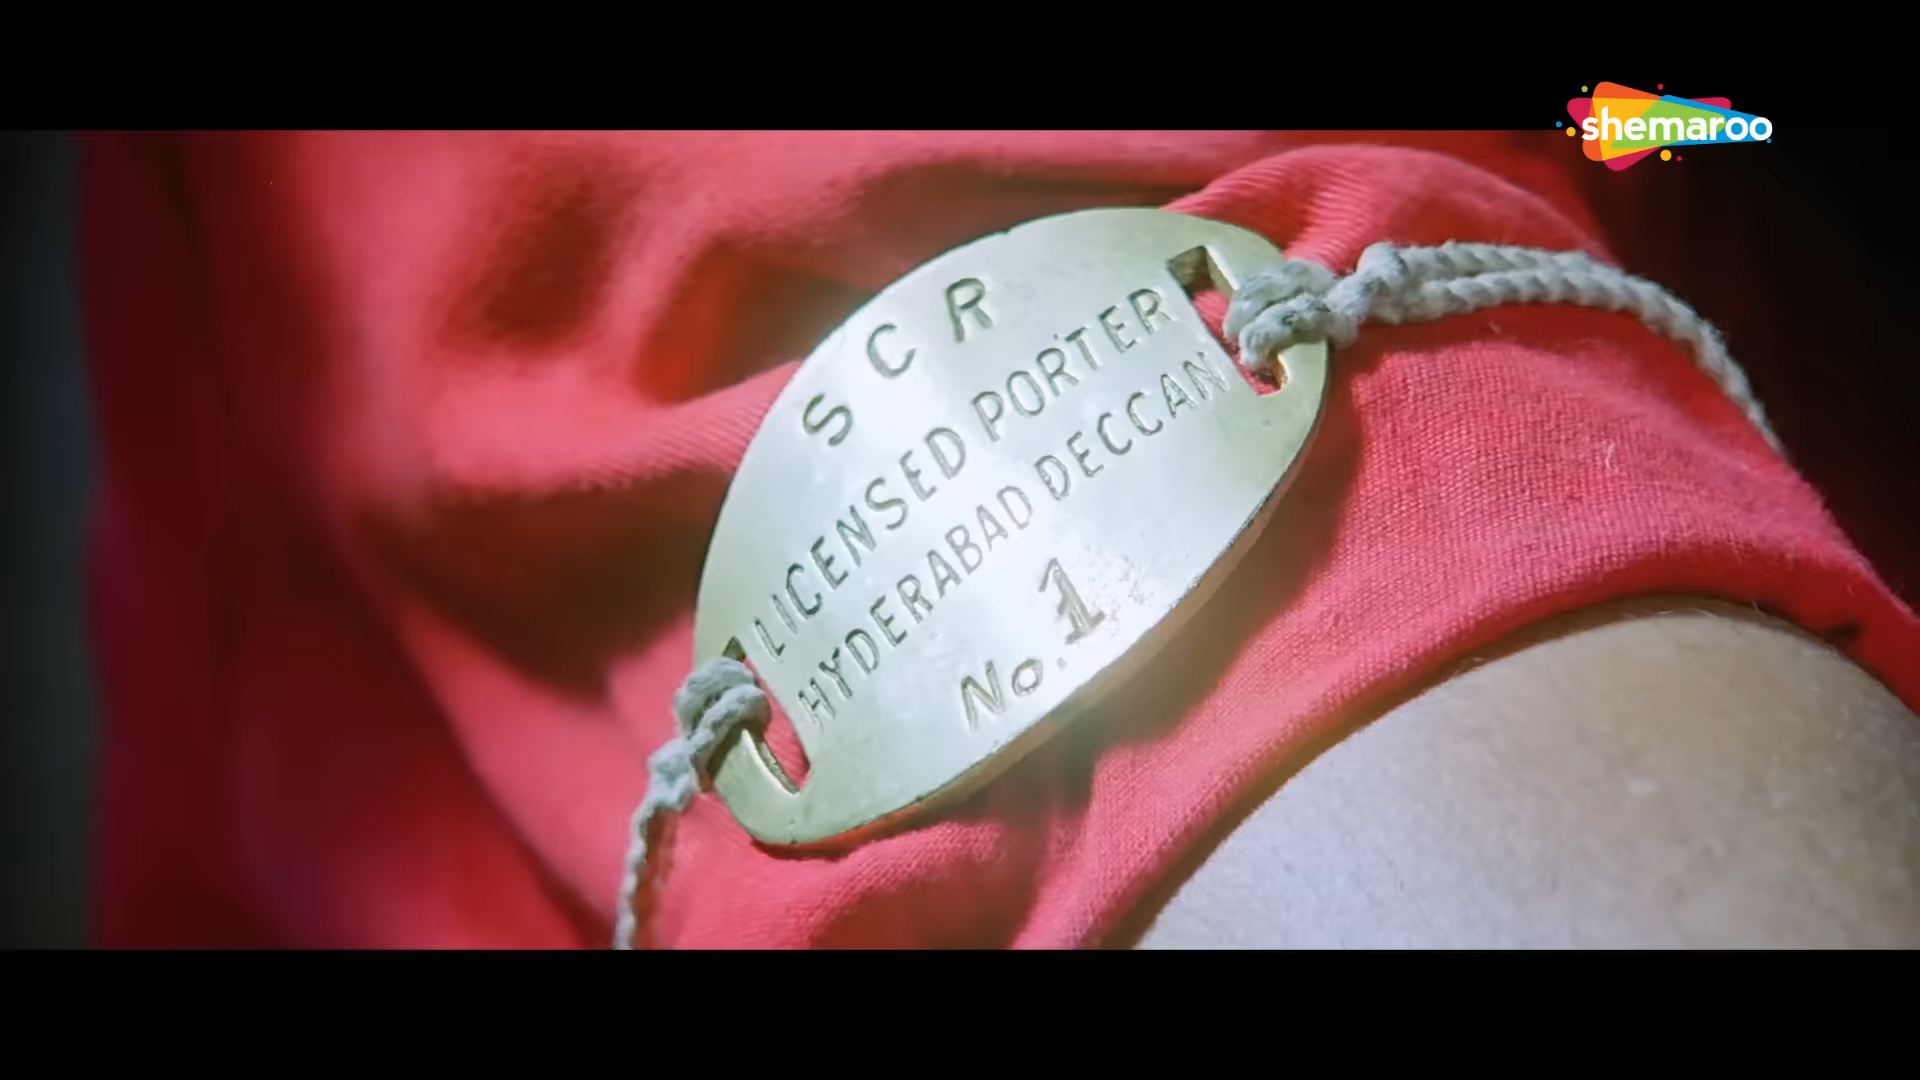 shemaroo
S C R
LICENSED PORTER
HYDERABAD DECCAN
No. 1